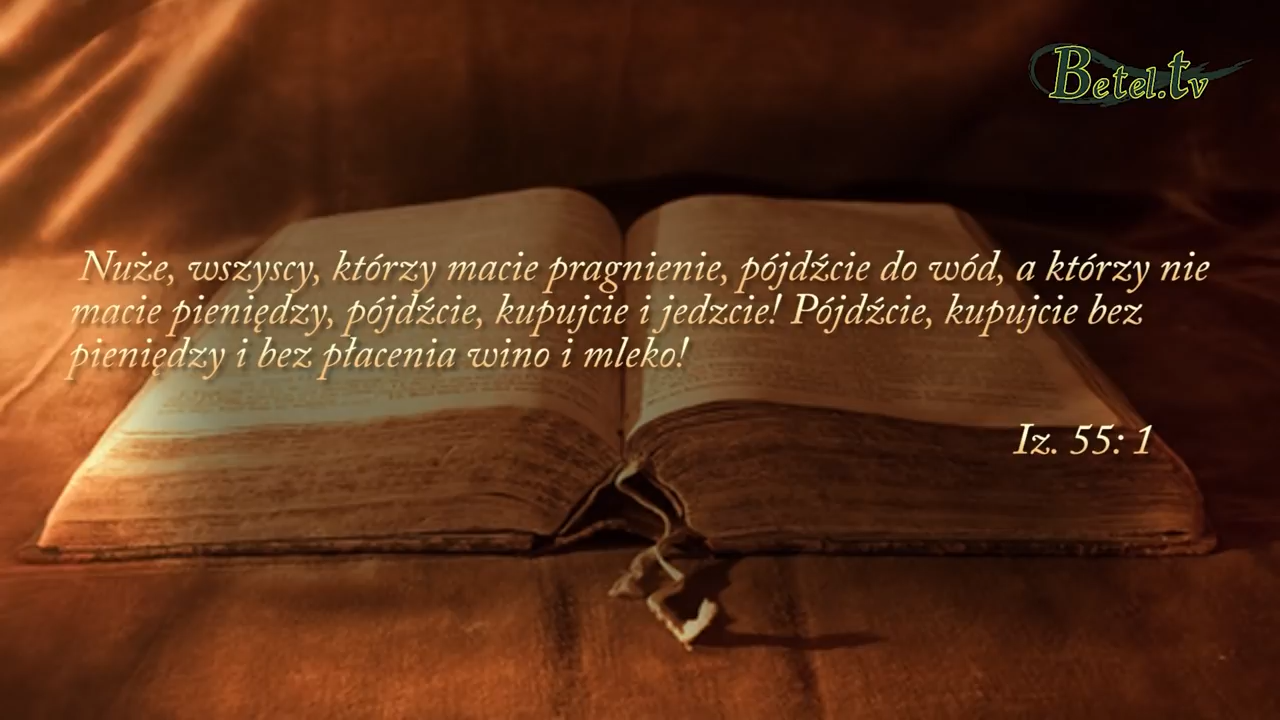 Betel.tv
Nuże, wszyscy, którzy macie pragnienie, pójdźcie do wód, a którzy nie
macie pieniędzy, pójdźcie, kupujcie i jedzcie! Pójdźcie, kupujcie bez
pieniędzy i bez płacenia wino i mleko!
Iz. 55: 1